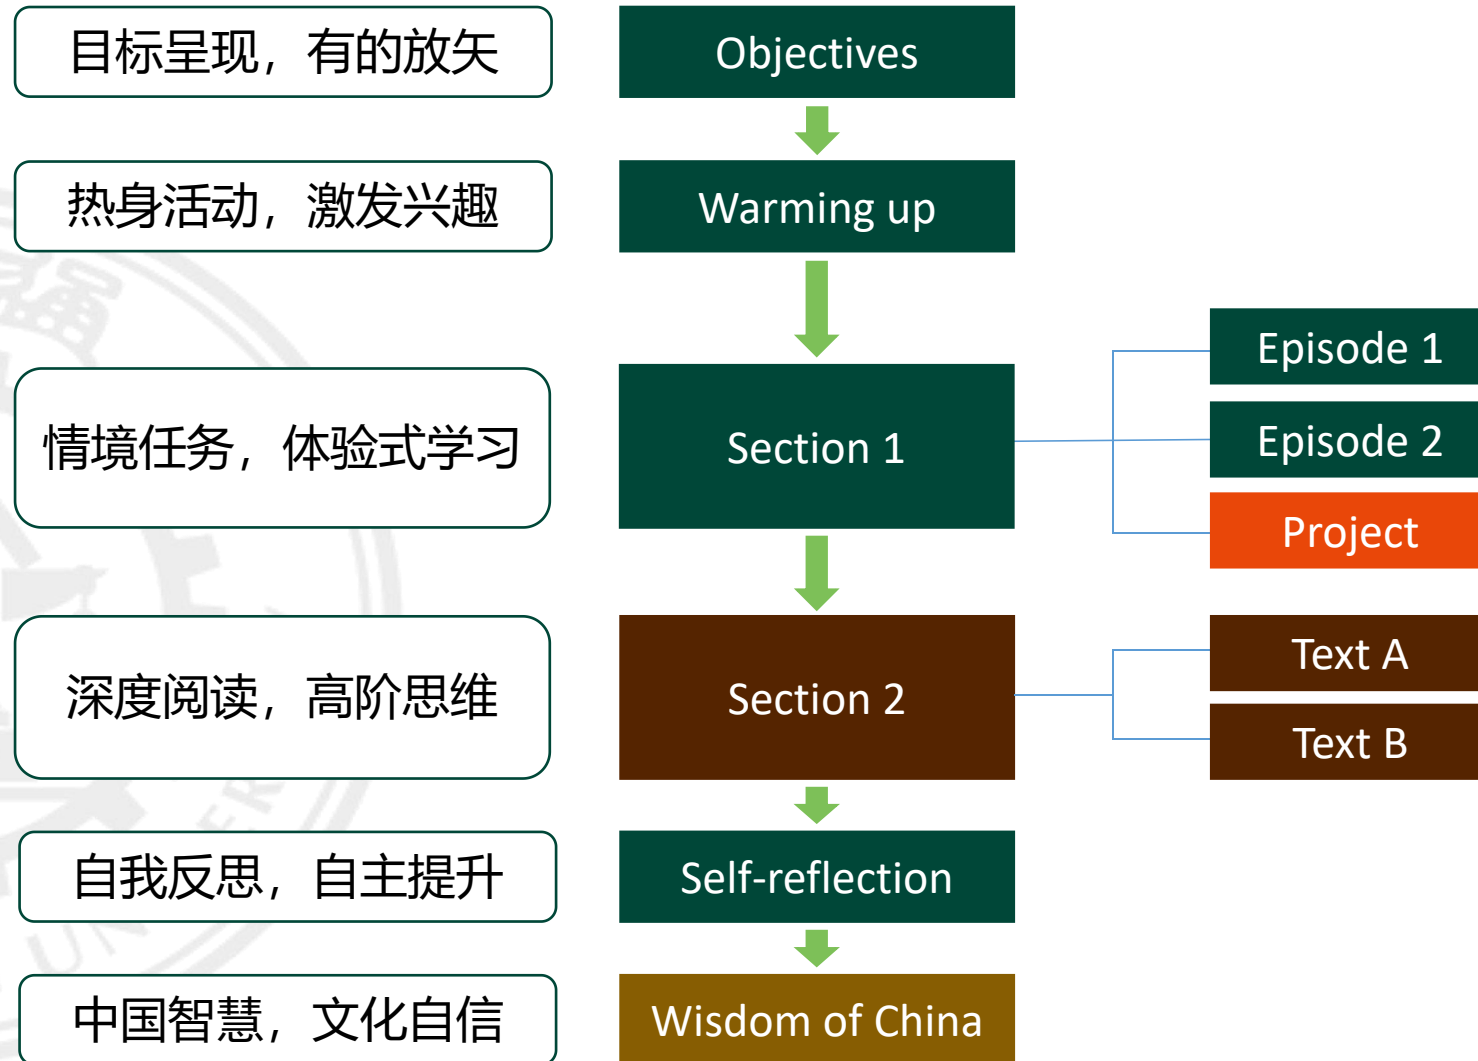 目标呈现，有的放矢
Objectives
热身活动，激发兴趣
Warming up
情境任务，体验式学习
Section 1
Episode 1
Episode 2
Project
深度阅读，高阶思维
Section 2
Text A
Text B
自我反思，自主提升
Self-reflection
中国智慧，文化自信
Wisdom of China